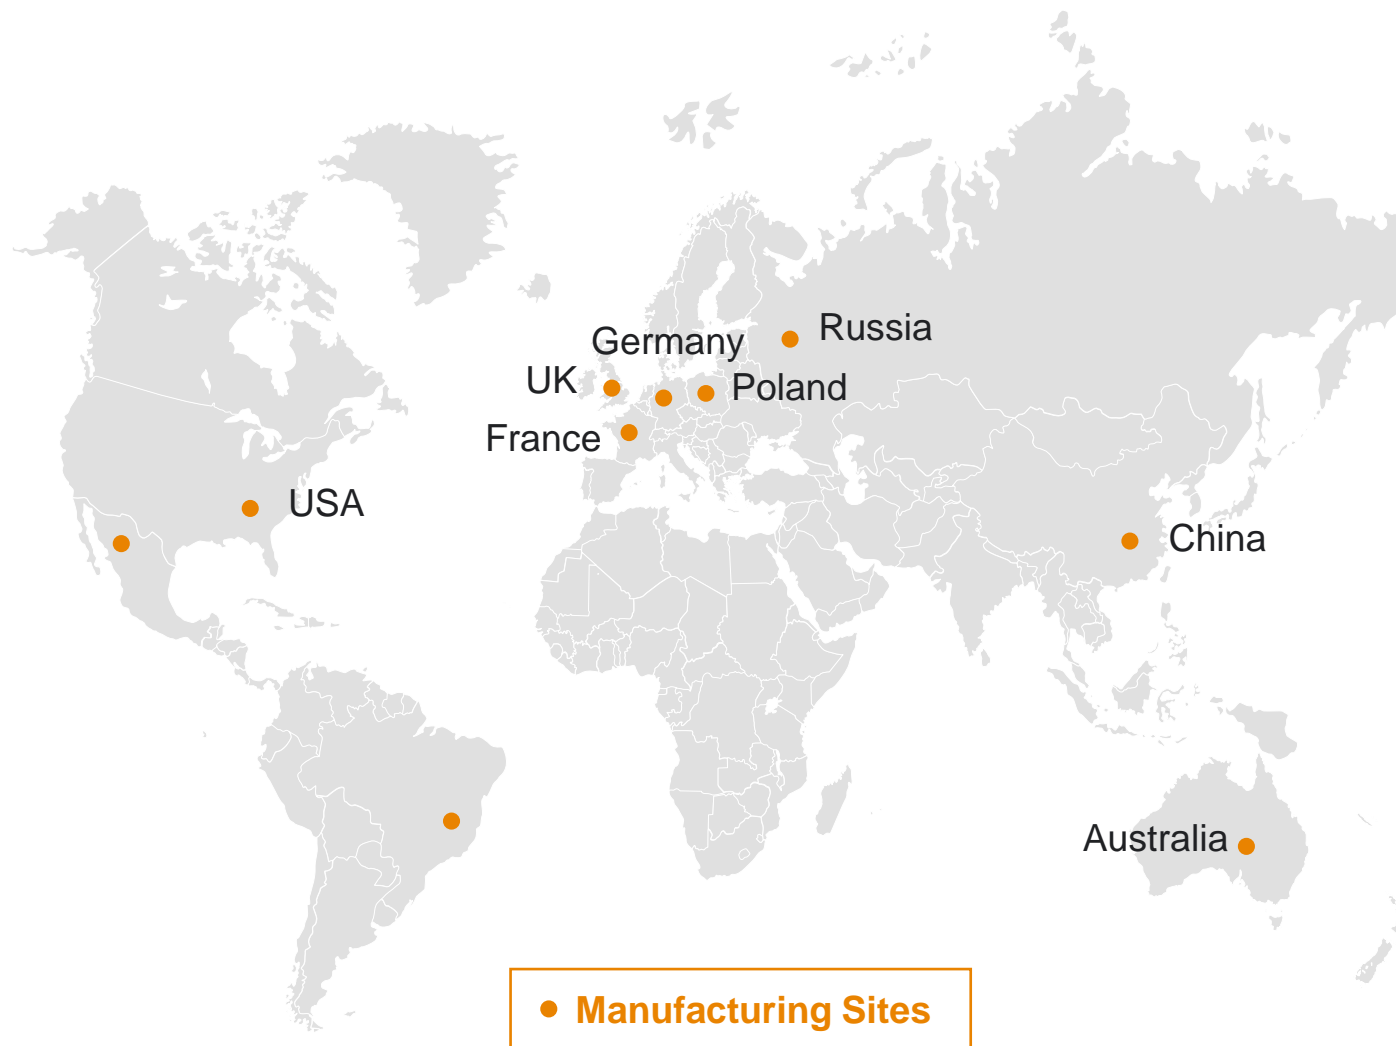 Russia
Germany
UK
Poland
France
USA
China
Australia
Manufacturing Sites